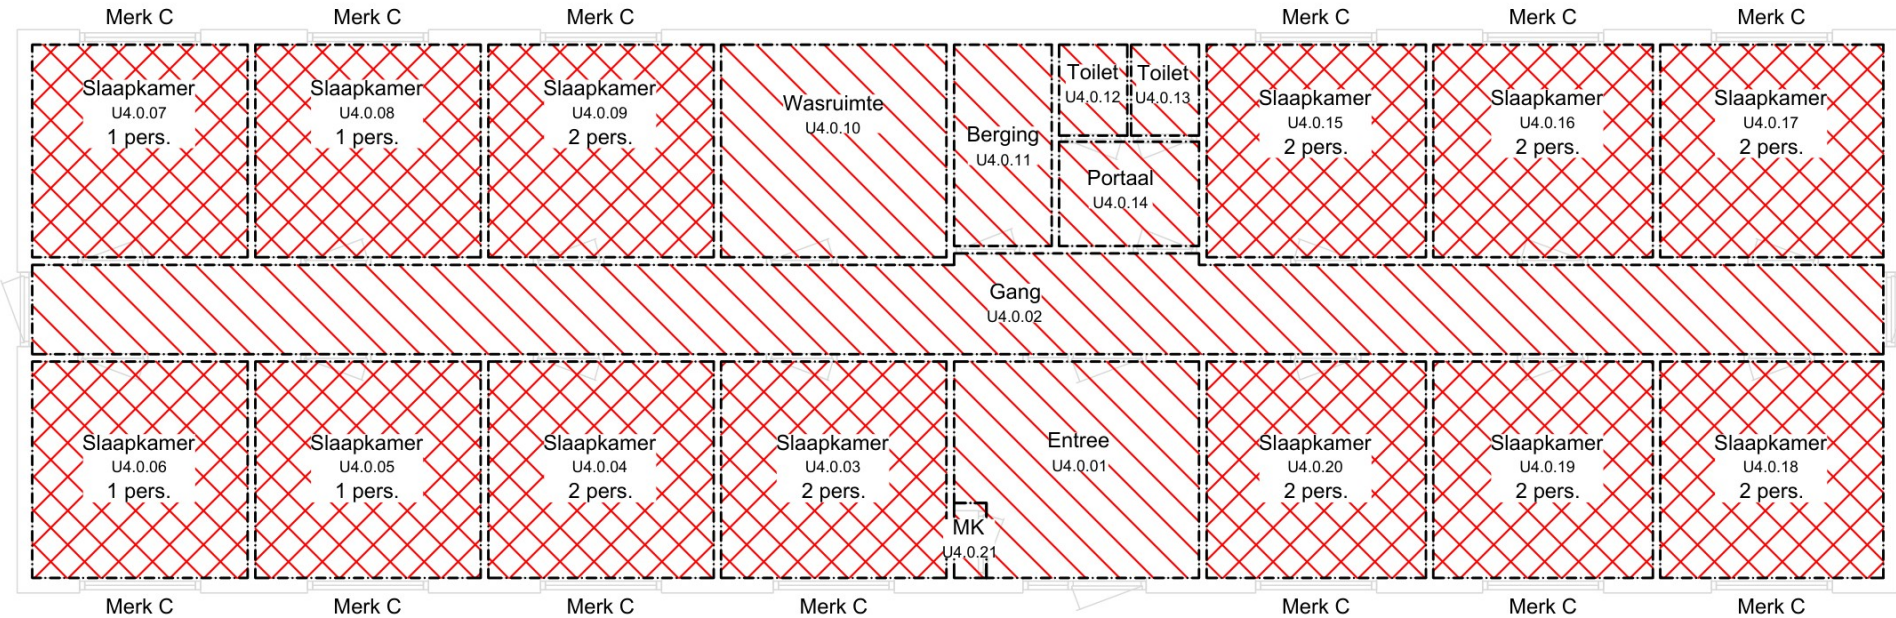 Merk C
Merk C
Merk C
Merk C
Merk C
Merk C
Slaapkamer
U4.0.07
1 pers.
Slaapkamer
U4.0.08
1 pers.
Slaapkamer
U4.0.09
2 pers.
Wasruimte
U4.0.10
Berging
U4.0.11
Toilet
U4.0.12
Toilet
U4.0.13
Portaal
U4.0.14
Slaapkamer
U4.0.15
2 pers.
Slaapkamer
U4.0.16
2 pers.
Slaapkamer
U4.0.17
2 pers.
Gang
U4.0.02
Slaapkamer
U4.0.06
1 pers.
Slaapkamer
U4.0.05
1 pers.
Slaapkamer
U4.0.04
2 pers.
Slaapkamer
U4.0.03
2 pers.
Entree
U4.0.01
MK
U4.0.21
Slaapkamer
U4.0.20
2 pers.
Slaapkamer
U4.0.19
2 pers.
Slaapkamer
U4.0.18
2 pers.
Merk C
Merk C
Merk C
Merk C
Merk C
Merk C
Merk C